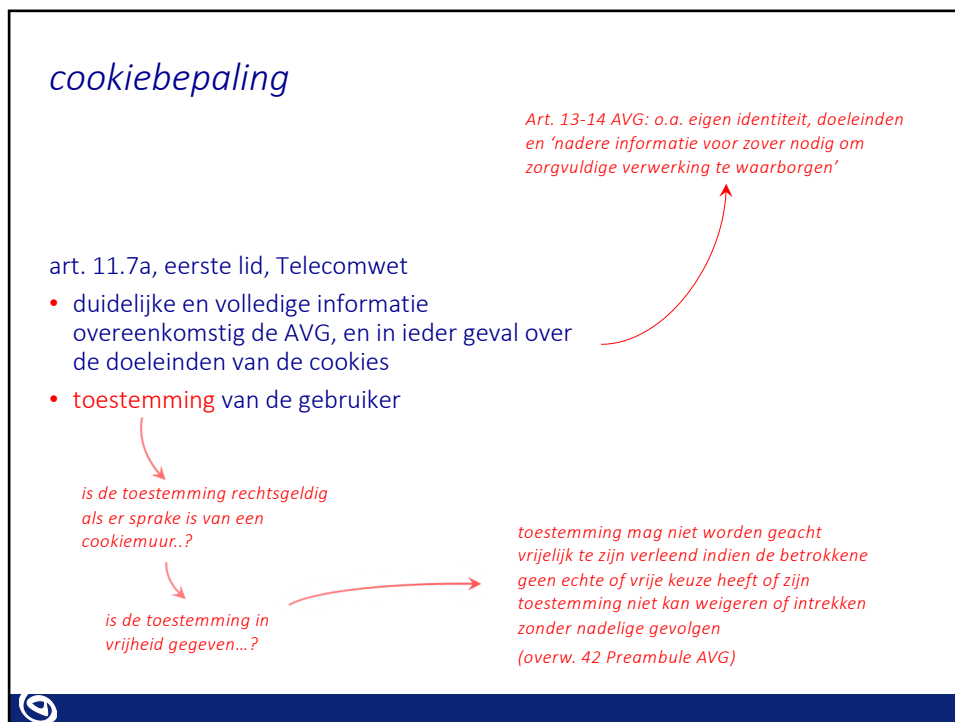 cookiebepaling
Art. 13-14 AVG: o.a. eigen identiteit, doeleinden
en ‘nadere informatie voor zover nodig om
zorgvuldige verwerking te waarborgen’
art. 11.7a, eerste lid, Telecomwet
• duidelijke en volledige informatie
overeenkomstig de AVG, en in ieder geval over
de doeleinden van de cookies
• toestemming van de gebruiker
is de toestemming rechtsgeldig
als er sprake is van een
cookiemuur..?
is de toestemming in
vrijheid gegeven…?
toestemming mag niet worden geacht
vrijelijk te zijn verleend indien de betrokkene
geen echte of vrije keuze heeft of zijn
toestemming niet kan weigeren of intrekken
zonder nadelige gevolgen
(overw. 42 Preambule AVG)